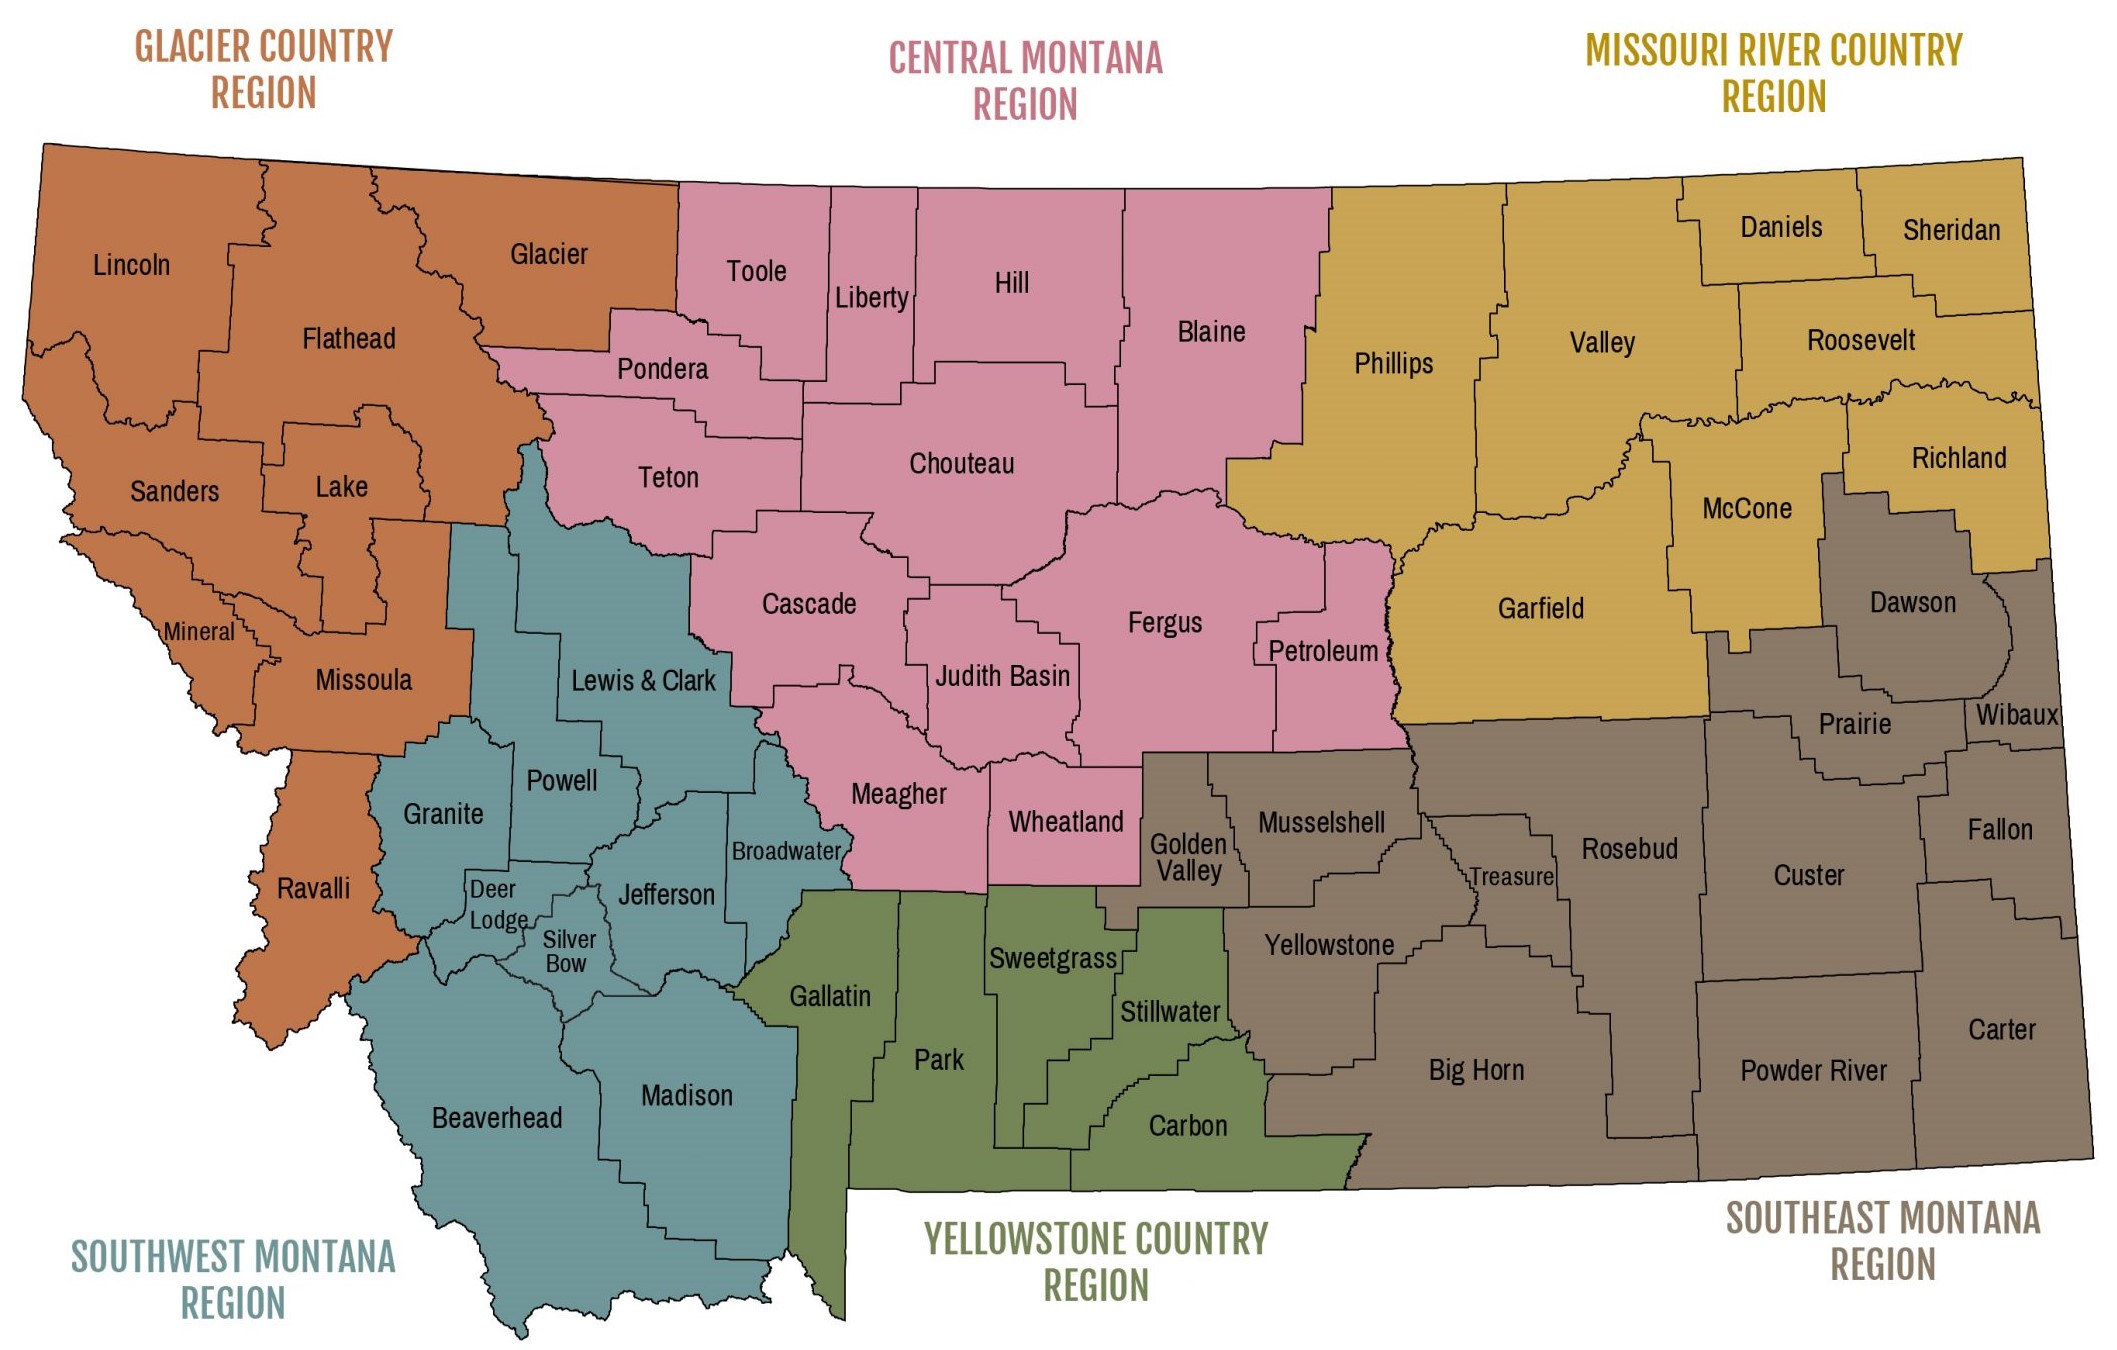 GLACIER COUNTRY
REGION
CENTRAL MONTANA
REGION
MISSOURI RIVER COUNTRY
REGION
Lincoln
Flathead
Glacier
Sanders
Lake
Mineral
Missoula
Ravalli
Toole
Liberty
Hill
Blaine
Pondera
Teton
Chouteau
Cascade
Judith Basin
Fergus
Petroleum
Meagher
Wheatland
Phillips
Valley
Daniels
Sheridan
Roosevelt
Richland
McCone
Garfield
Lewis & Clark
Powell
Granite
Deer
Lodge
Silver
Bow
Jefferson
Broadwater
Beaverhead
Madison
Gallatin
Park
Sweetgrass
Stillwater
Carbon
Golden
Valley
Musselshell
Yellowstone
Treasure
Rosebud
Big Horn
Custer
Powder River
Carter
Fallon
Prairie
Wibaux
Dawson
SOUTHWEST MONTANA
REGION
YELLOWSTONE COUNTRY
REGION
SOUTHEAST MONTANA
REGION